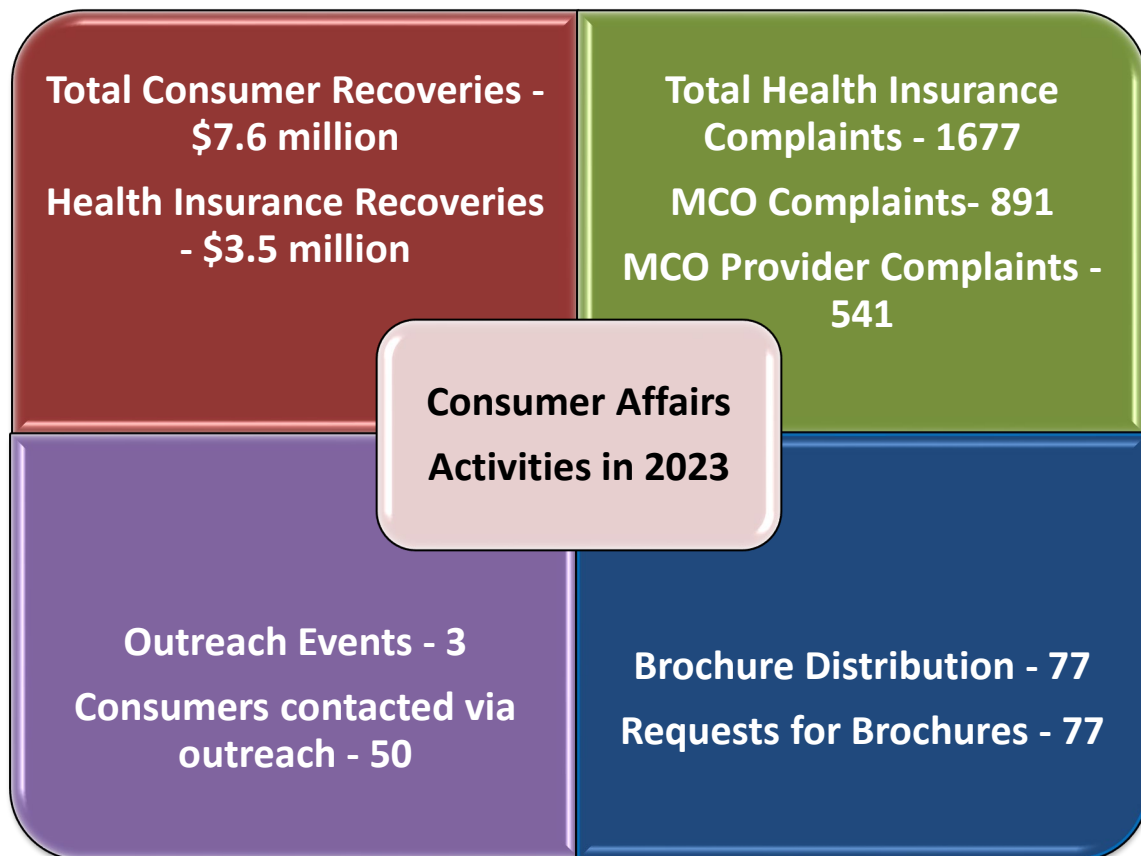 Total Consumer Recoveries -
$7.6 million
Health Insurance Recoveries
- $3.5 million
Total Health Insurance
Complaints - 1677
MCO Complaints- 891
MCO Provider Complaints -
541
Consumer Affairs
Activities in 2023
Outreach Events - 3
Consumers contacted via
outreach - 50
Brochure Distribution - 77
Requests for Brochures - 77